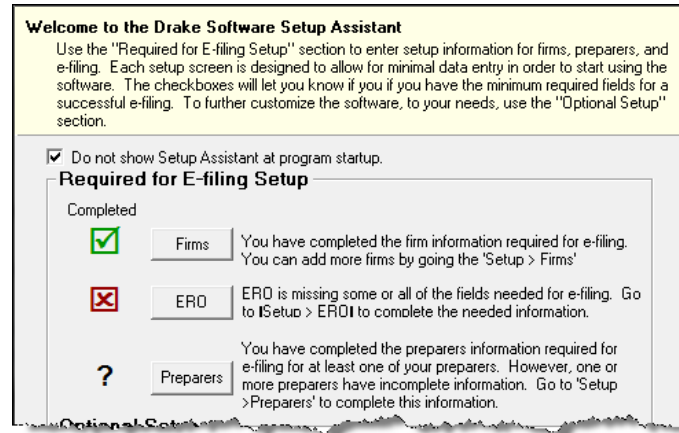 Welcome to the Drake Software Setup Assistant
Use the "Required for E-filing Setup" section to enter setup information for firms, preparers, and
e-filing. Each setup screen is designed to allow for minimal data entry in order to start using the
software. The checkboxes will let you know if you if you have the minimum required fields for a
successful e-filing. To further customize the software, to your needs, use the "Optional Setup"
section.
Do not show Setup Assistant at program startup.
Required for E-filing Setup
Completed
Firms
You have completed the firm information required for e-filing.
You can add more firms by going the 'Setup > Firms'
ERO
ERO is missing some or all of the fields needed for e-filing. Go
to |Setup > ERO| to complete the needed information.
?
Preparers
You have completed the preparers information required for
e-filing for at least one of your preparers. However, one or
more preparers have incomplete information. Go to 'Setup
>Preparers' to complete this information.
Optional Setup